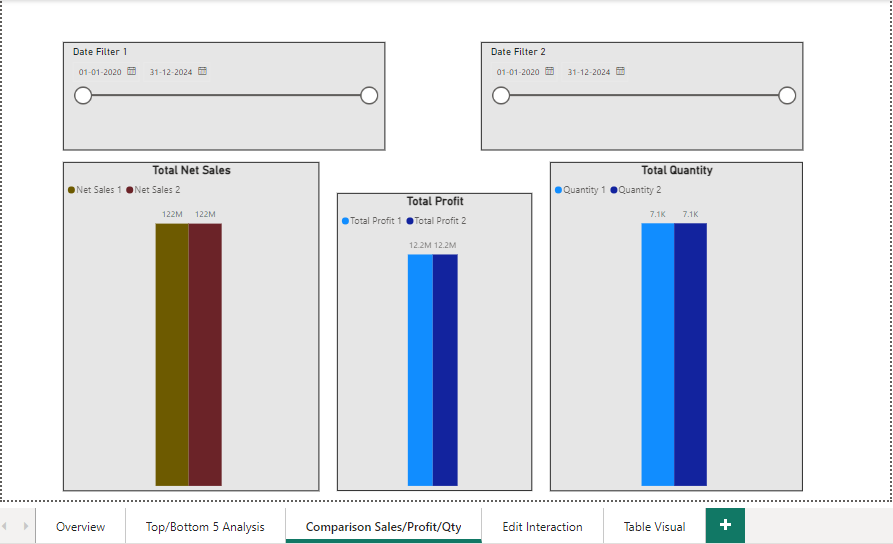 Date Filter 1
01-01-2020 31-12-2024
Date Filter 2
01-01-2020 31-12-2024
Total Net Sales
Net Sales 1 Net Sales 2
122M 122M
Total Profit
Total Profit 1 Total Profit 2
12.2M 12.2M
Total Quantity
Quantity 1 Quantity 2
7.1K 7.1K
Overview Top/Bottom 5 Analysis Comparison Sales/Profit/Qty Edit Interaction Table Visual +